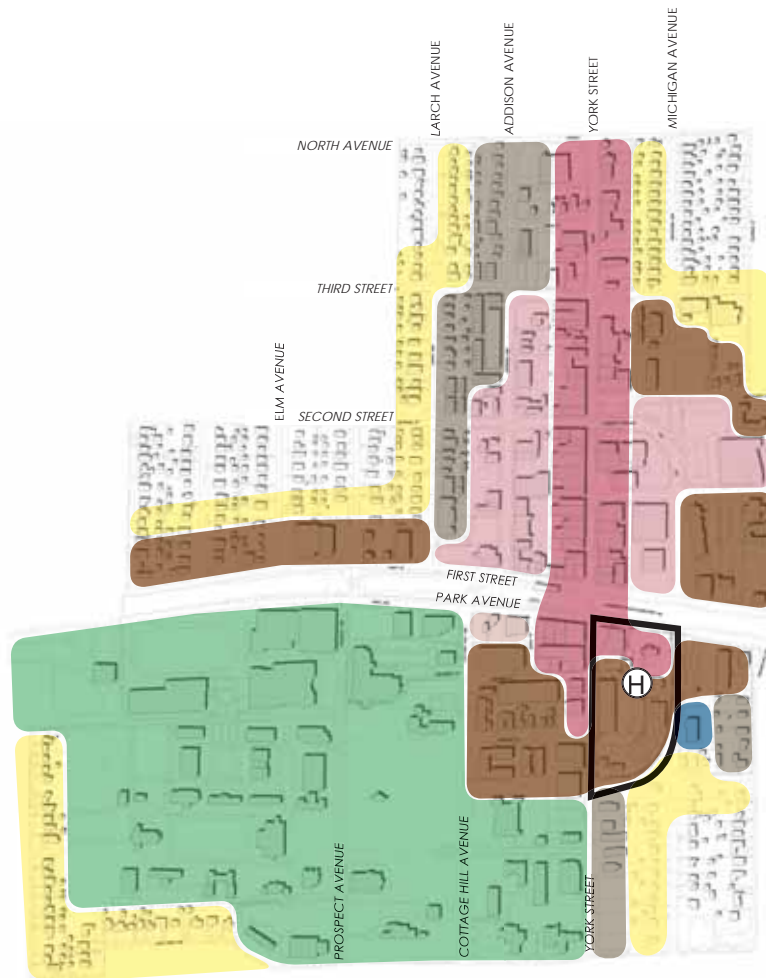 LARCH AVENUE
ADDISON AVENUE
YORK STREET
MICHIGAN AVENUE
NORTH AVENUE
THIRD STREET
ELM AVENUE
SECOND STREET
FIRST STREET
PARK AVENUE
H
PROSPECT AVENUE
COTTAGE HILL AVENUE
YORK STREET